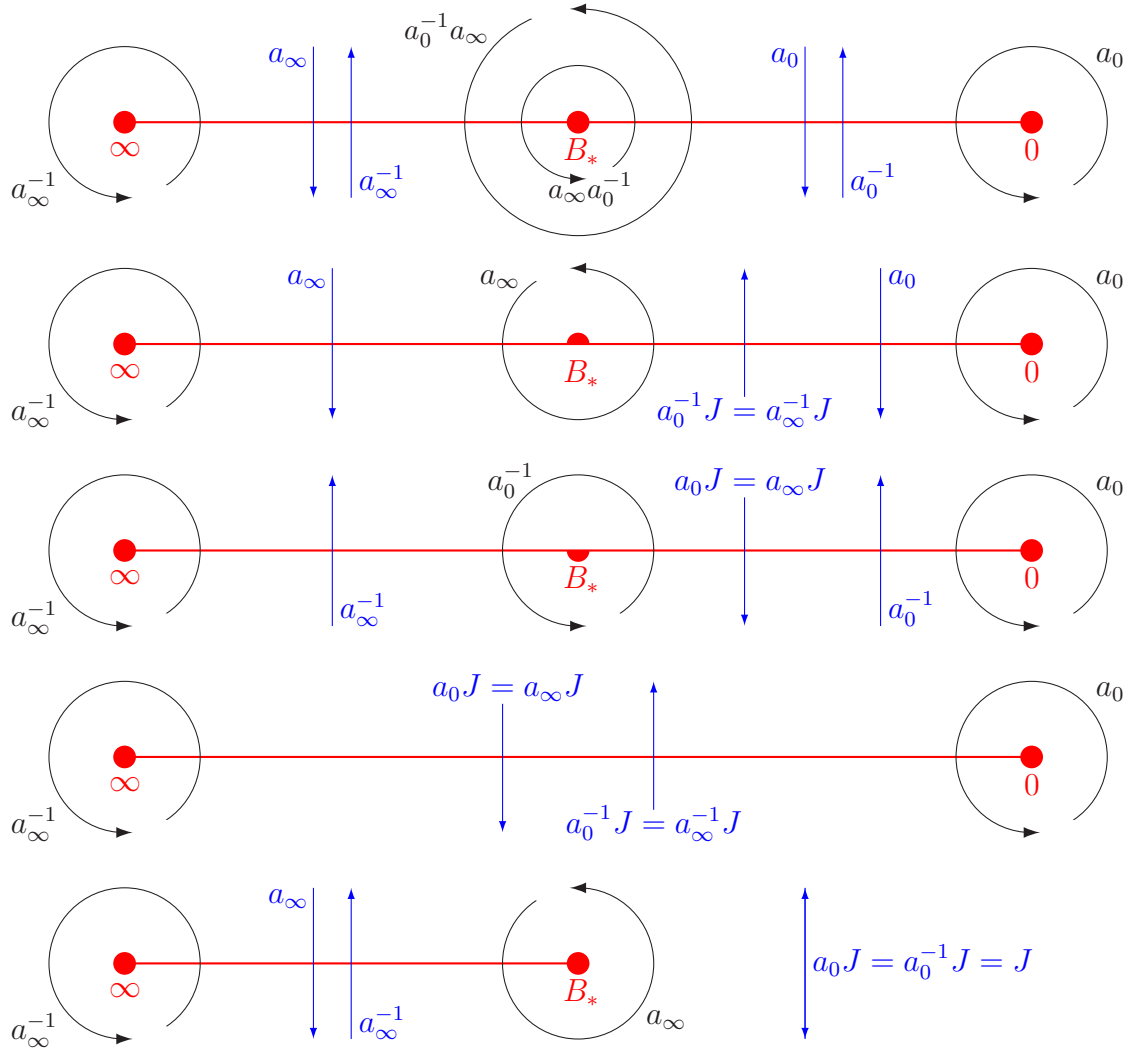 a_0^{-1}a_∞
a_∞ a_0 a_0
∞ B_* 0
a_∞^{-1} a_∞^{-1} a_∞a_0^{-1} a_0^{-1}
a_∞ a_∞ a_0 a_0
∞ B_* 0
a_∞^{-1} a_0^{-1}J = a_∞^{-1}J
a_0^{-1} a_0J = a_∞J a_0
∞ B_* 0
a_∞^{-1} a_∞^{-1} a_0^{-1}
a_0J = a_∞J a_0
∞ 0
a_∞^{-1} a_0^{-1}J = a_∞^{-1}J
a_∞
a_0J = a_0^{-1}J = J
∞ B_*
a_∞^{-1} a_∞^{-1} a_∞